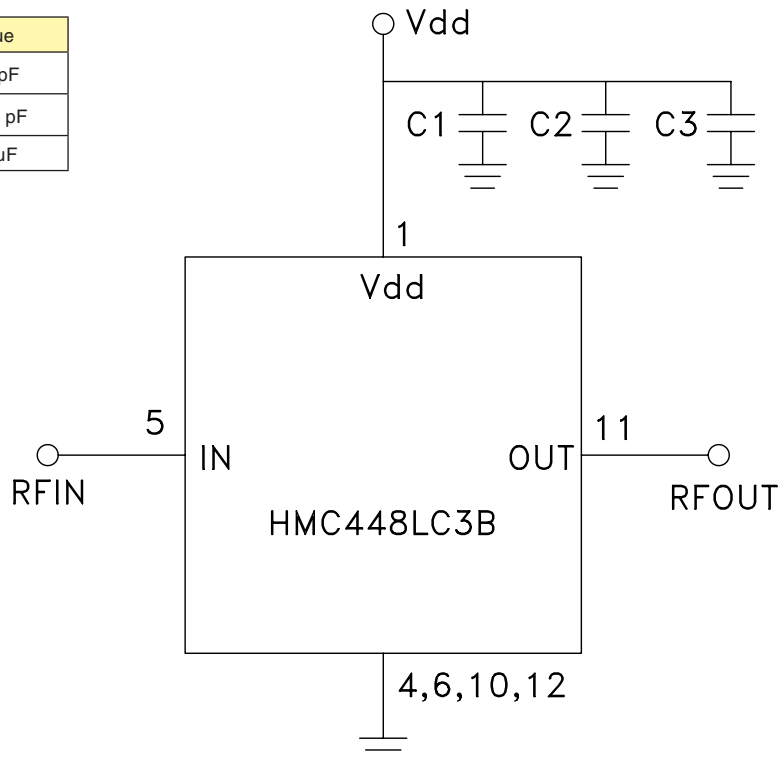 pF
pF
uF
Vdd
C1 C2 C3
1
Vdd
5
11
IN
OUT
RFIN
RFOUT
HMC448LC3B
4,6,10,12